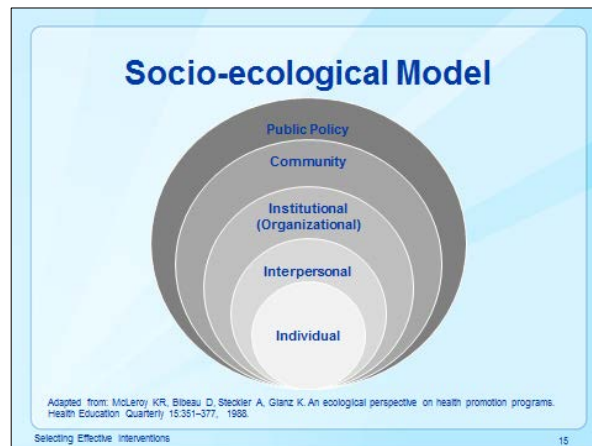 Socio-ecological Model
Public Policy
Community
Institutional
(Organizational)
Interpersonal
Individual
Adapted from: McLeroy KR, Bibeau D, Steckler A, Glanz K. An ecological perspective on health promotion programs.
Health Education Quarterly 15:351–377, 1988.
Selecting Effective Interventions
15